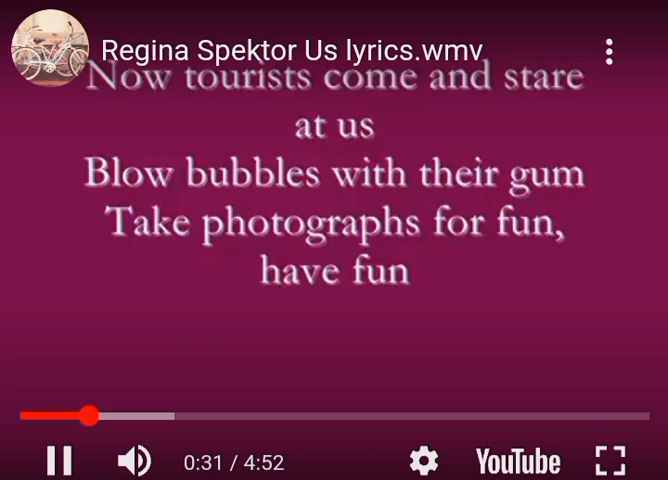 Regina Spektor Us lyrics.wmv
Now tourists come and stare
at us
Blow bubbles with their gum
Take photographs for fun,
have fun
0:31 / 4:52
YouTube